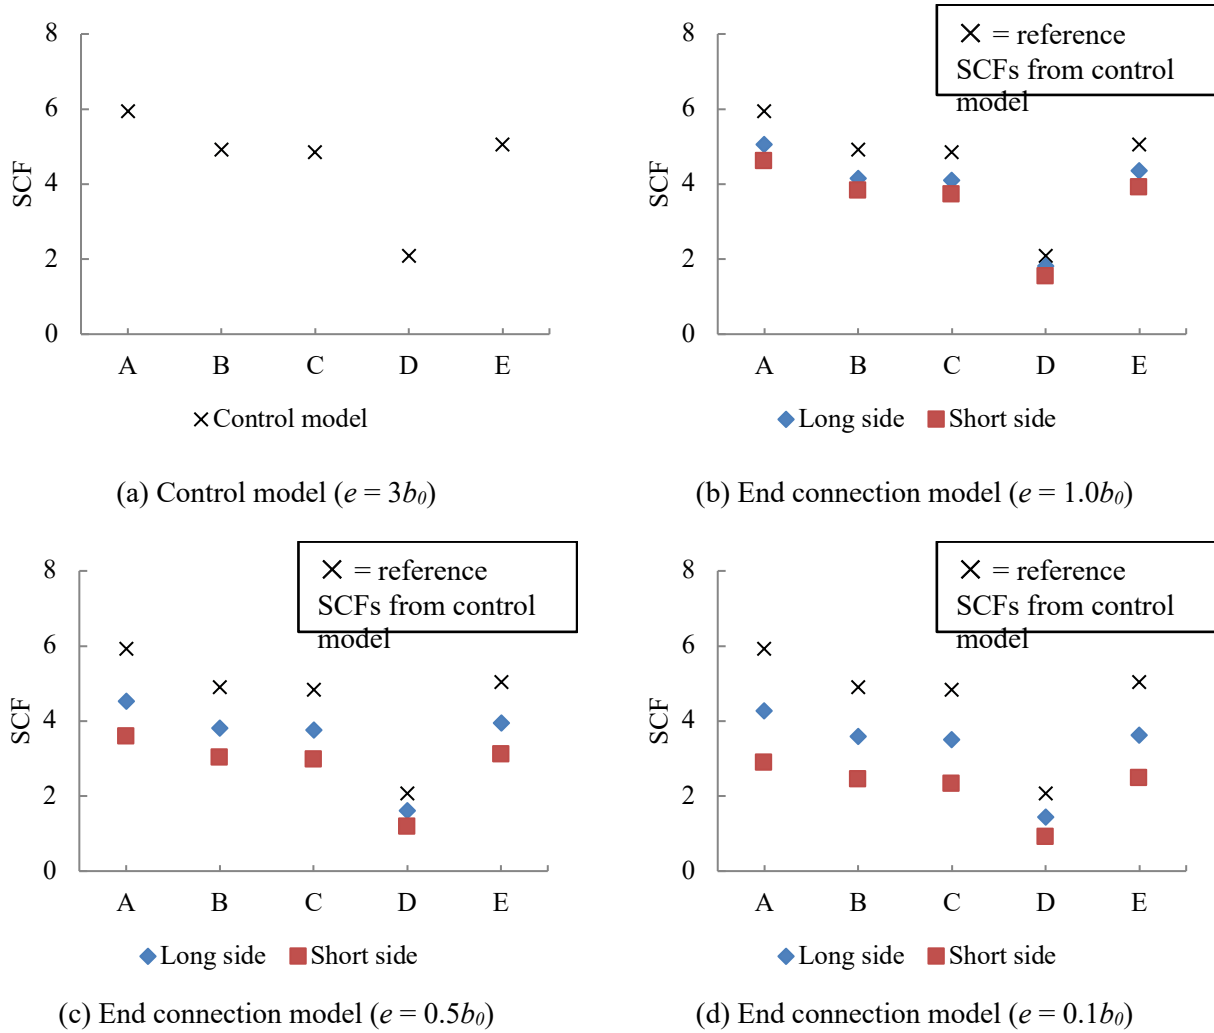 8
6
4
2
0
SCF
A B C D E
× Control model
(a) Control model (e = 3b0)
× = reference
SCFs from control
model
8
6
4
2
0
SCF
A B C D E
Long side Short side
(b) End connection model (e = 1.0b0)
× = reference
SCFs from control
model
8
6
4
2
0
SCF
A B C D E
Long side Short side
(c) End connection model (e = 0.5b0)
× = reference
SCFs from control
model
8
6
4
2
0
SCF
A B C D E
Long side Short side
(d) End connection model (e = 0.1b0)